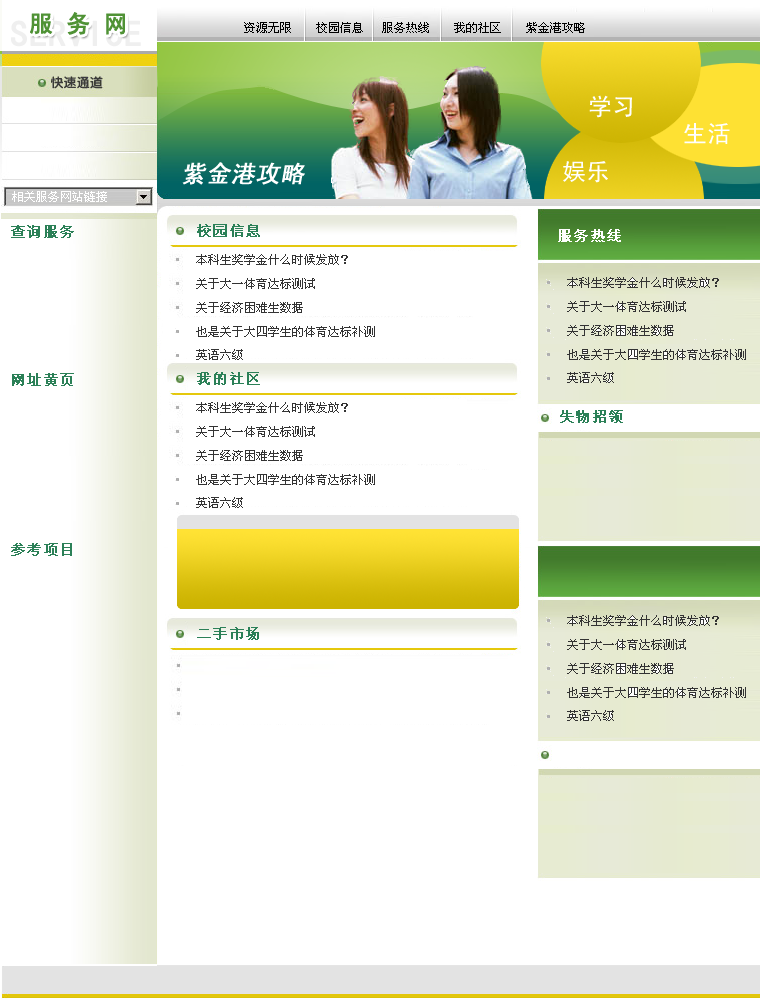 服务网
SERVICE
资源无限 校园信息 服务热线 我的社区 紫金港攻略
快速通道
相关服务网站链接
查询服务
网址黄页
参考项目
紫金港攻略
学习
生活
娱乐
校园信息
本科生奖学金什么时候发放？
关于大一体育达标测试
关于经济困难生数据
也是关于大四学生的体育达标补测
英语六级
我的社区
本科生奖学金什么时候发放？
关于大一体育达标测试
关于经济困难生数据
也是关于大四学生的体育达标补测
英语六级
二手市场
服务热线
本科生奖学金什么时候发放？
关于大一体育达标测试
关于经济困难生数据
也是关于大四学生的体育达标补测
英语六级
失物招领
本科生奖学金什么时候发放？
关于大一体育达标测试
关于经济困难生数据
也是关于大四学生的体育达标补测
英语六级